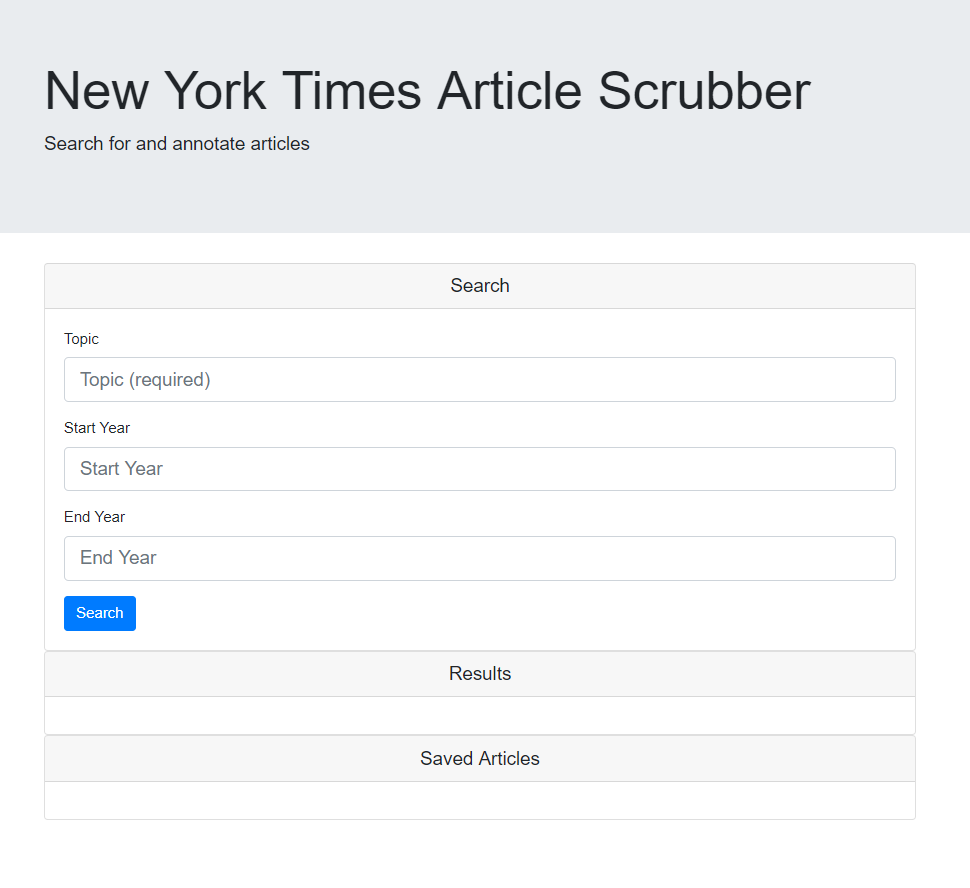 New York Times Article Scrubber
Search for and annotate articles
Search
Topic
Topic (required)
Start Year
Start Year
End Year
End Year
Search
Results
Saved Articles